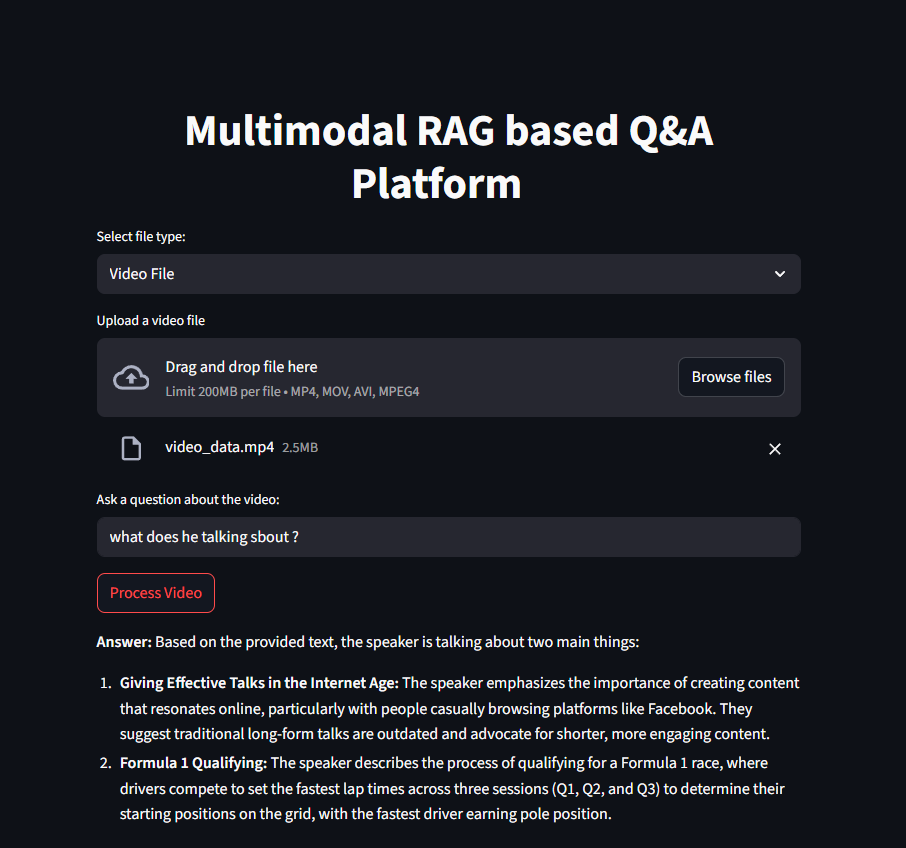 Multimodal RAG based Q&A
Platform
Select file type:
Video File
Upload a video file
Drag and drop file here
Limit 200MB per file • MP4, MOV, AVI, MPEG4
Browse files
video_data.mp4 2.5MB
Ask a question about the video:
what does he talking sbout ?
Process Video
Answer: Based on the provided text, the speaker is talking about two main things:
1. Giving Effective Talks in the Internet Age: The speaker emphasizes the importance of creating content
that resonates online, particularly with people casually browsing platforms like Facebook. They
suggest traditional long-form talks are outdated and advocate for shorter, more engaging content.
2. Formula 1 Qualifying: The speaker describes the process of qualifying for a Formula 1 race, where
drivers compete to set the fastest lap times across three sessions (Q1, Q2, and Q3) to determine their
starting positions on the grid, with the fastest driver earning pole position.